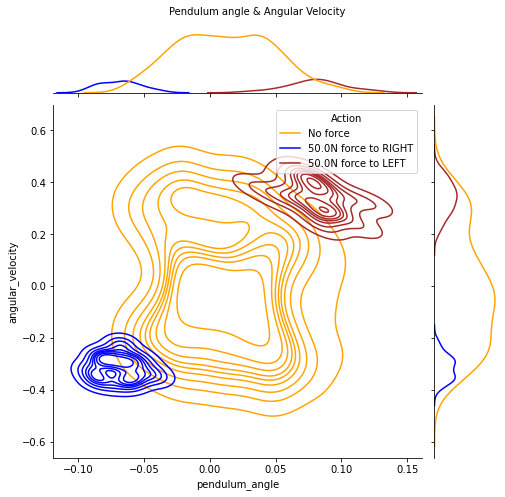 Pendulum angle & Angular Velocity
Action
No force
50.0N force to RIGHT
50.0N force to LEFT
0.6
0.4
0.2
0.0
−0.2
−0.4
−0.6
angular_velocity
−0.10
−0.05
0.00
0.05
0.10
0.15
pendulum_angle